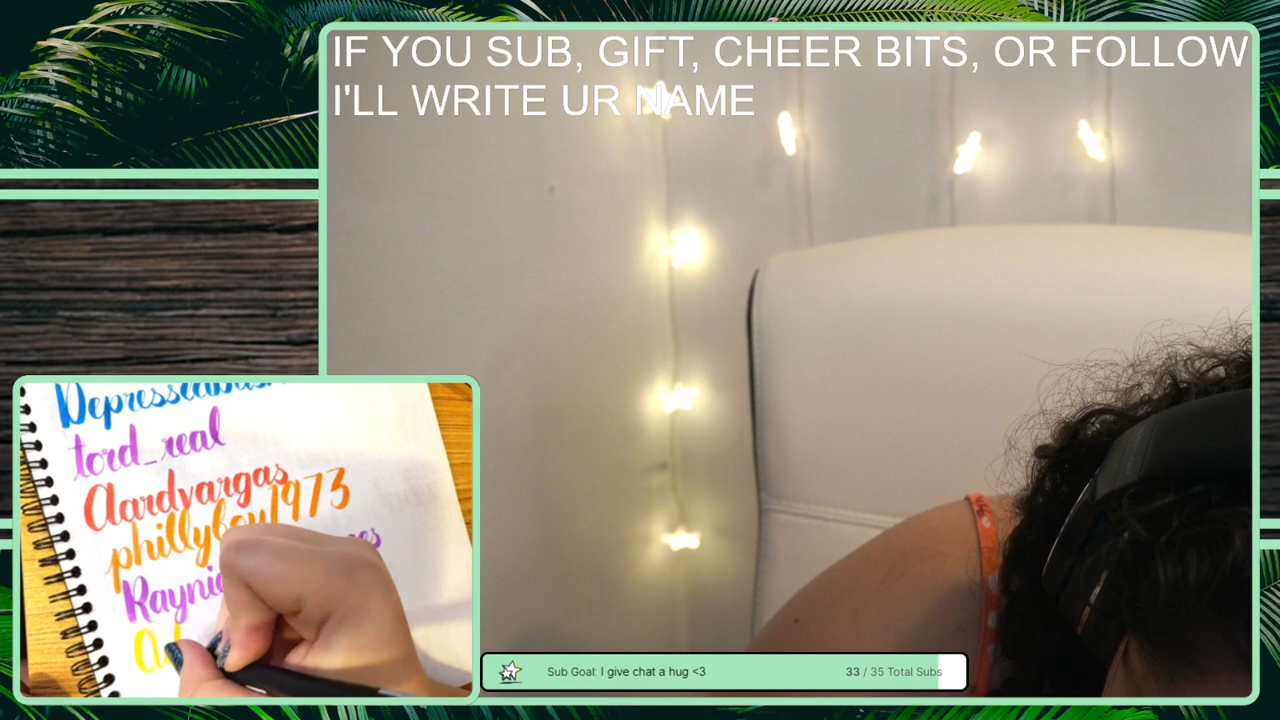 IF YOU SUB, GIFT, CHEER BITS, OR FOLLOW
I'LL WRITE UR NAME
tord_real
Aardvargas
phillyboy1973
Sub Goal: I give chat a hug <3
33 / 35 Total Subs